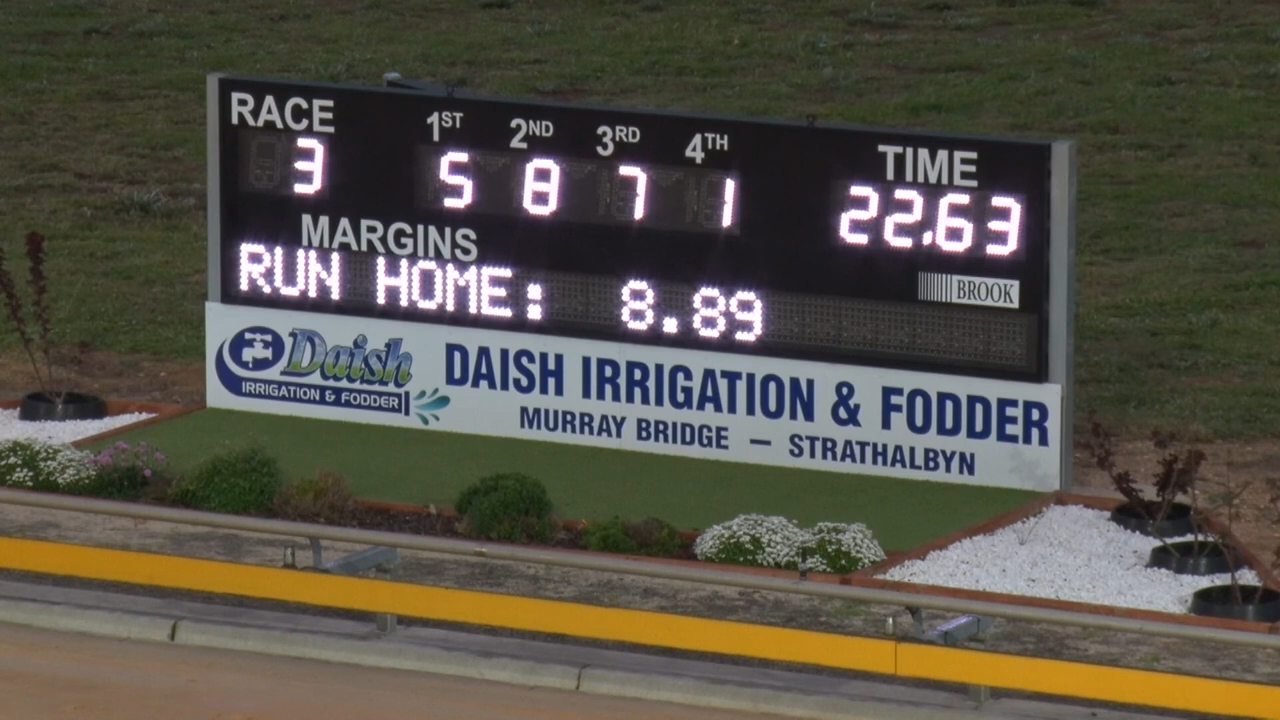 RACE 1ST 2ND 3RD 4TH TIME
3 5 8 7 1 22.63
MARGINS
BROOK
RUN HOME: 8.89
Daish
IRRIGATION & FODDER
DAISH IRRIGATION & FODDER
MURRAY BRIDGE – STRATHALBYN